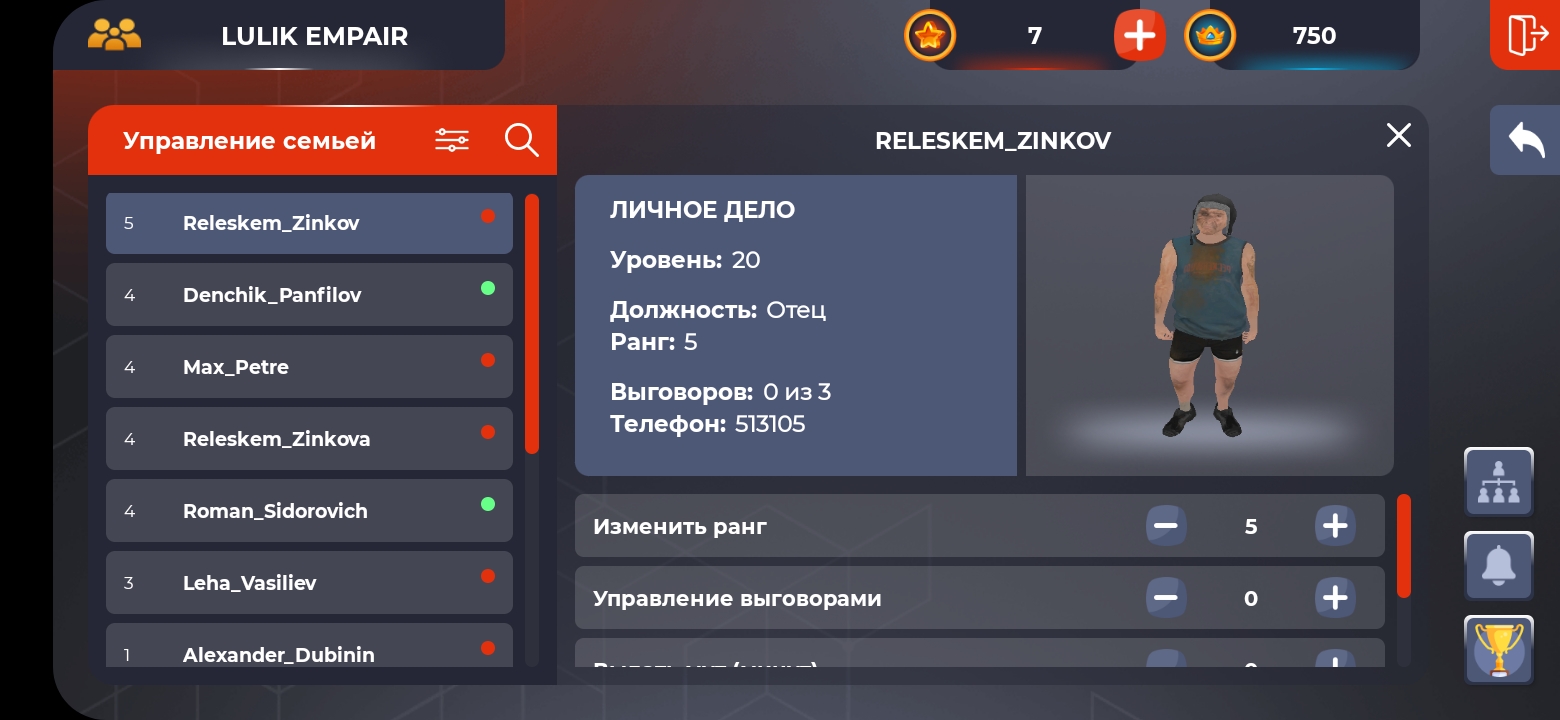 LULIK EMPAIR
7
750
Управление семьей
RELESKEM_ZINKOV
5 Releskem_Zinkov
4 Denchik_Panfilov
4 Max_Petre
4 Releskem_Zinkova
4 Roman_Sidorovich
3 Leha_Vasiliev
1 Alexander_Dubinin
ЛИЧНОЕ ДЕЛО
Уровень: 20
Должность: Отец
Ранг: 5
Выговоров: 0 из 3
Телефон: 513105
Изменить ранг 5
Управление выговорами 0